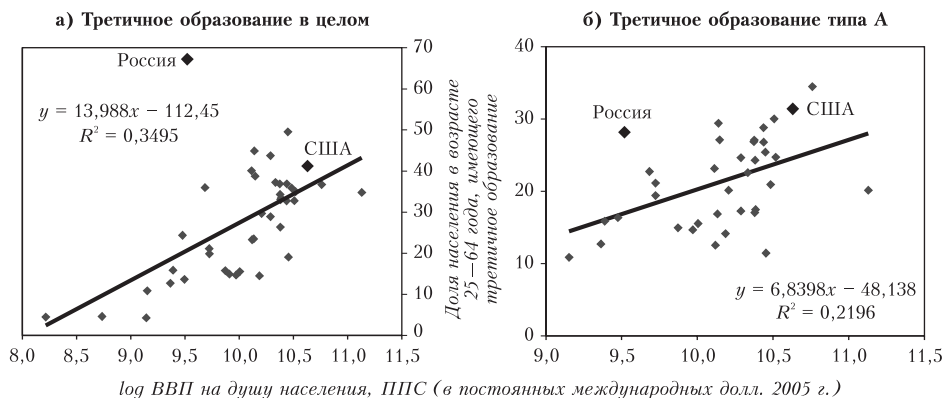 а) Третичное образование в целом
Россия
y = 13,988x − 112,45
R² = 0,3495
США
70
60
50
40
30
20
10
0
8,0 8,5 9,0 9,5 10,0 10,5 11,0 11,5
Доля населения в возрасте
25—64 года, имеющего
третичное образование
б) Третичное образование типа А
40
30
20
10
0
Россия
США
y = 6,8398x − 48,138
R² = 0,2196
9,0 9,5 10,0 10,5 11,0 11,5
log ВВП на душу населения, ППС (в постоянных международных долл. 2005 г.)